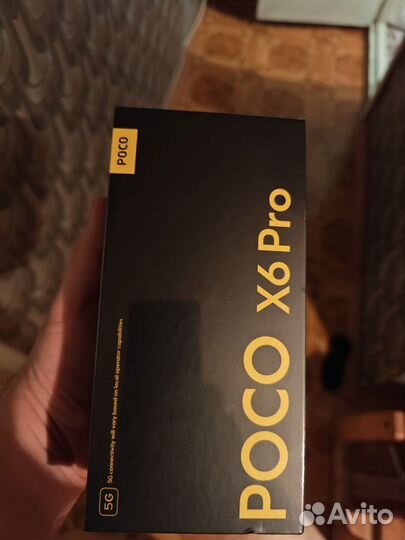 POCO
POCO X6 Pro
5G 5G connectivity will vary based on local operator capabilities
Avito